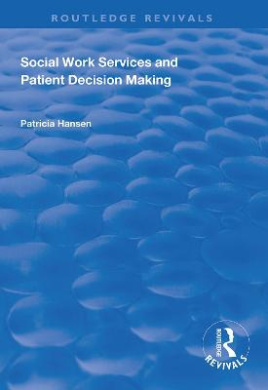 ROUTLEDGE REVIVALS
Social Work Services and
Patient Decision Making
Patricia Hansen
ROUTLEDGE
REVIVALS